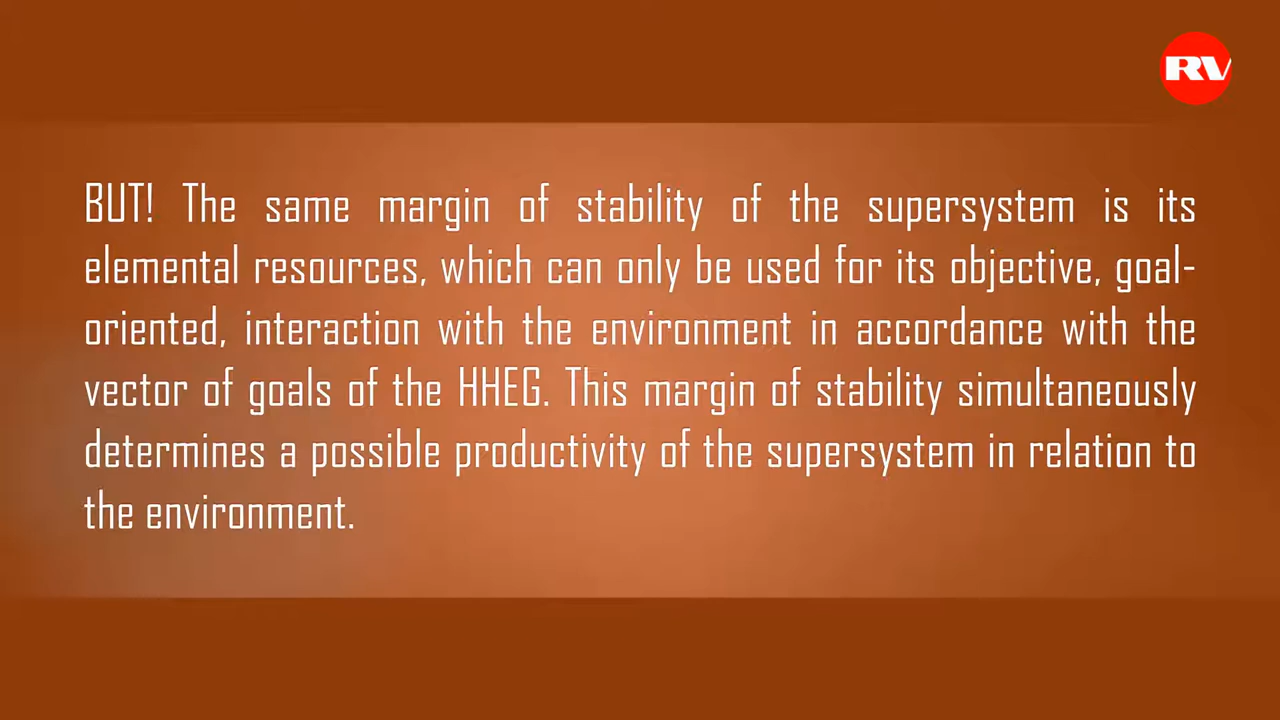 RV
BUT! The same margin of stability of the supersystem is its
elemental resources, which can only be used for its objective, goal-
oriented, interaction with the environment in accordance with the
vector of goals of the HHEG. This margin of stability simultaneously
determines a possible productivity of the supersystem in relation to
the environment.